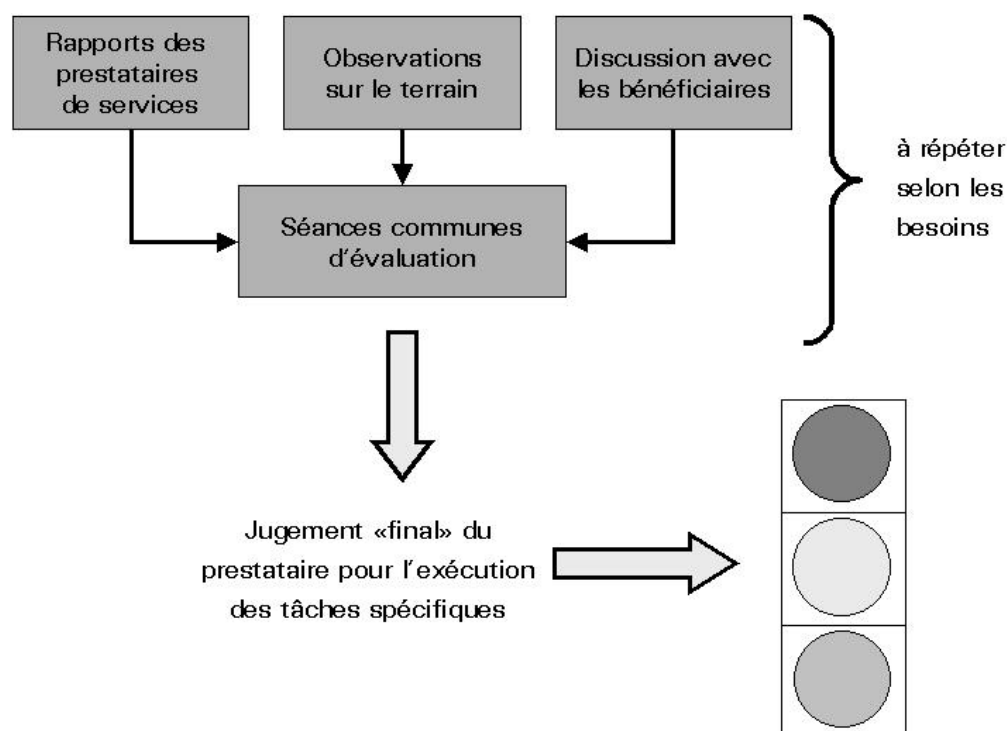 Rapports des
prestataires
de services
Observations
sur le terrain
Discussion avec
les bénéficiaires
à répéter
selon les
besoins
Séances communes
d'évaluation
Jugement «final» du
prestataire pour l'exécution
des tâches spécifiques